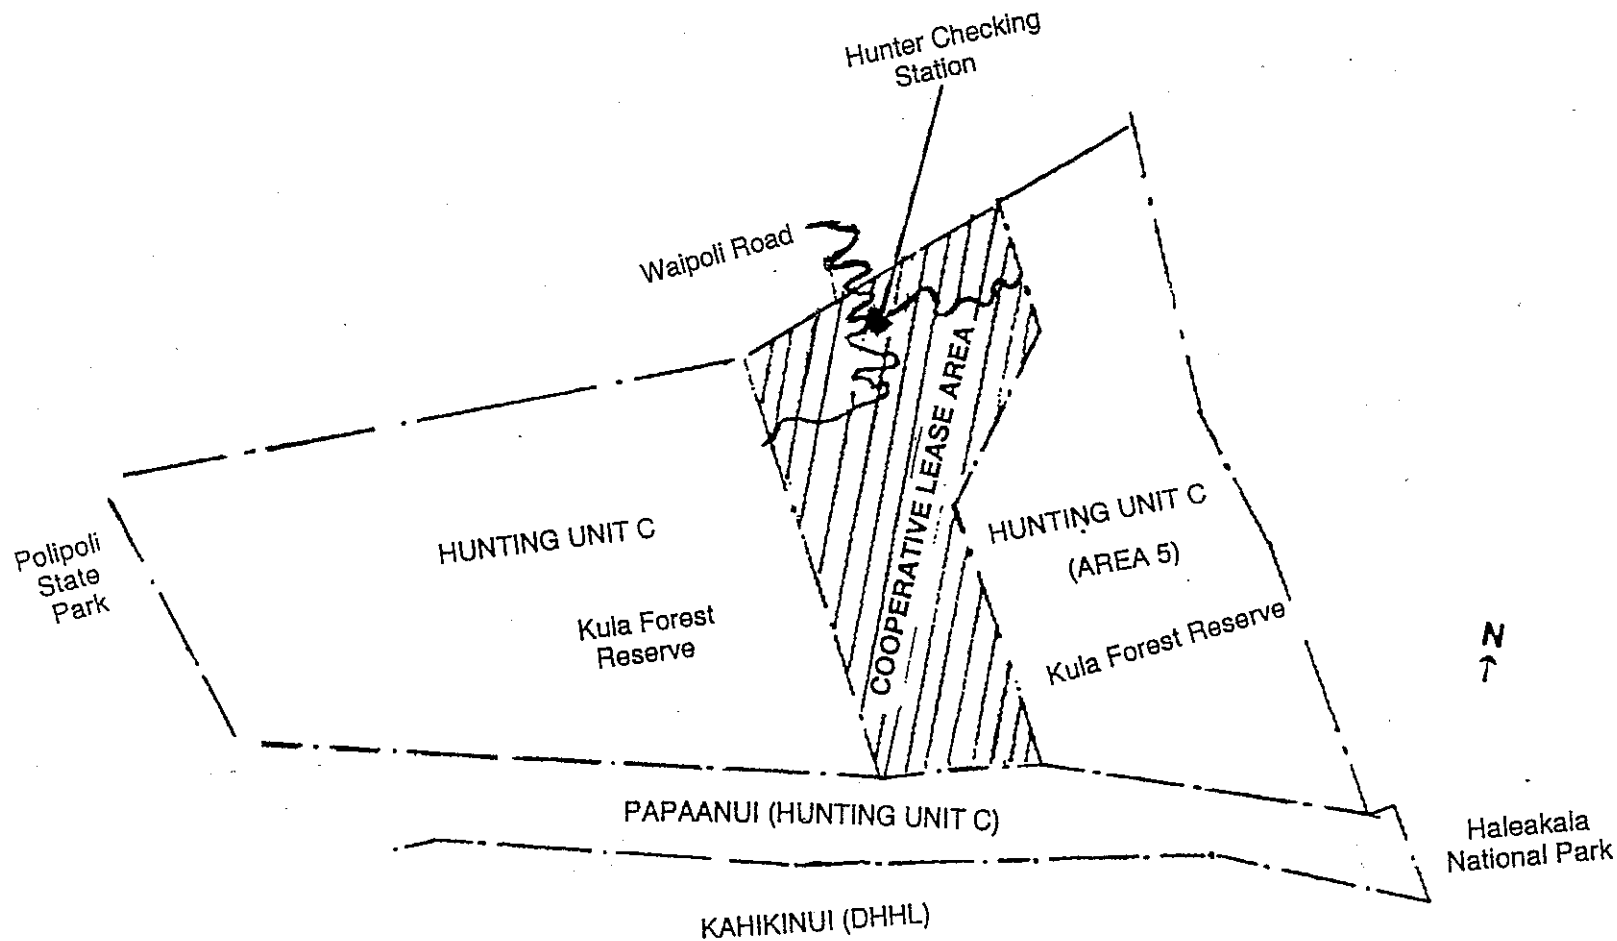 Hunter Checking
Station
Waipoli Road
COOPERATIVE LEASE AREA
HUNTING UNIT C
Kula Forest
Reserve
Polipoli
State
Park
HUNTING UNIT C
(AREA 5)
Kula Forest Reserve
N
PAPAANUI (HUNTING UNIT C)
Haleakala
National Park
KAHIKINUI (DHHL)